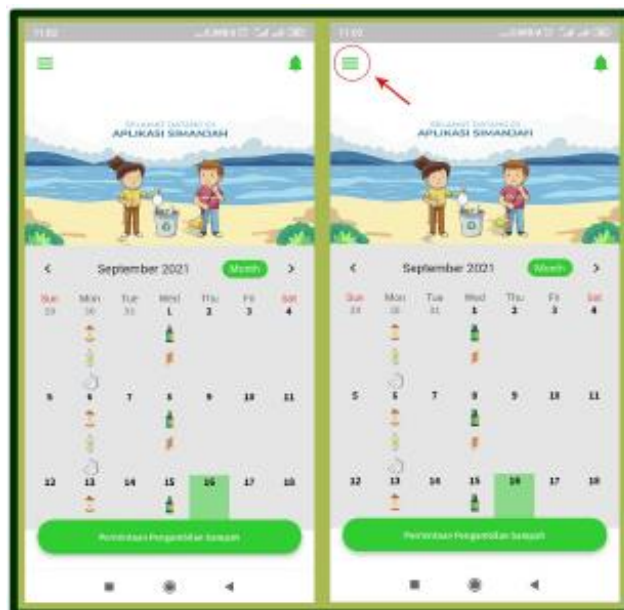 11:02
SELAMAT DATANG DI
APLIKASI SIMANDAH
< September 2021 Month >
Sun Mon Tue Wed Thu Fri Sat
29 30 31 1 2 3 4
5 6 7 8 9 10 11
12 13 14 15 16 17 18
Permintaan Pengambilan Sampah
11:02
SELAMAT DATANG DI
APLIKASI SIMANDAH
< September 2021 Month >
Sun Mon Tue Wed Thu Fri Sat
29 30 31 1 2 3 4
5 6 7 8 9 10 11
12 13 14 15 16 17 18
Permintaan Pengambilan Sampah